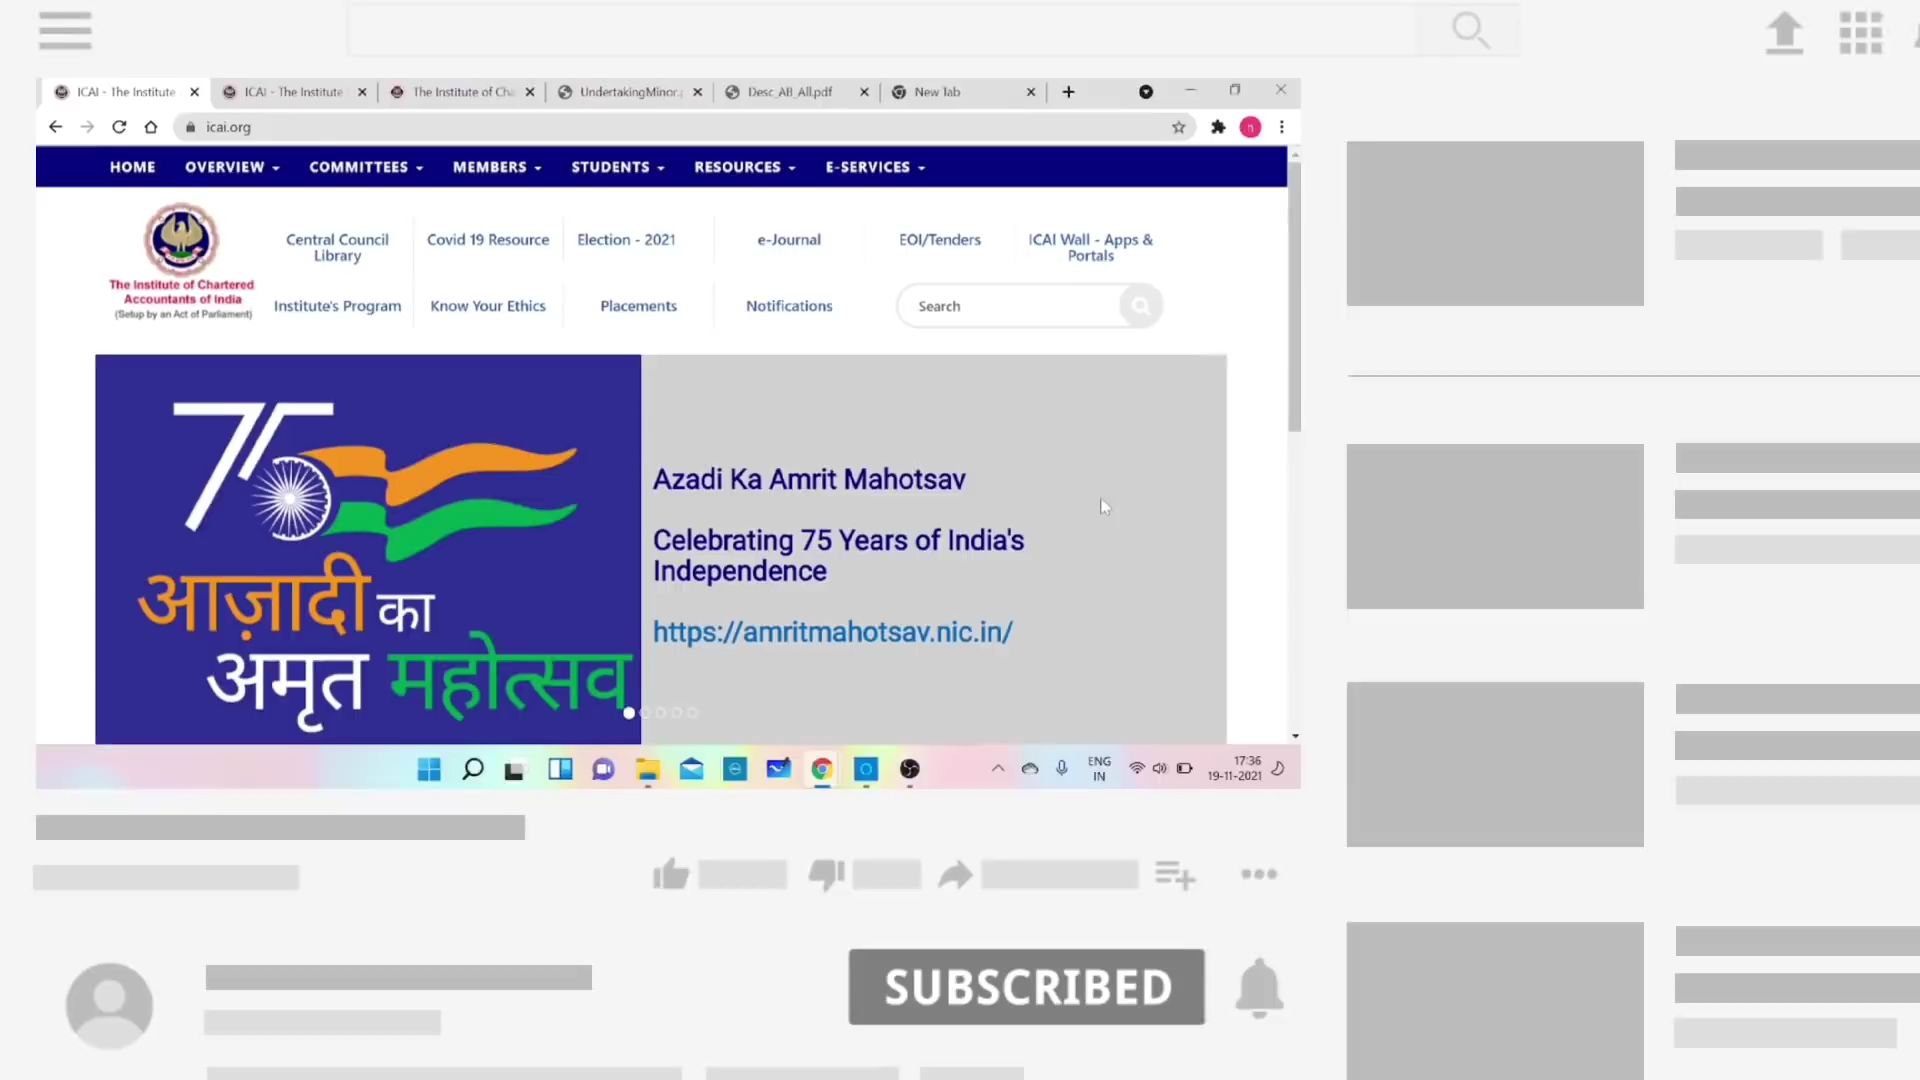 ICAI - The Institute
ICAI - The Institute
The Institute of Cha
UndertakingMinor.
Desc_AB_All.pdf
New Tab
icai.org
n
HOME OVERVIEW COMMITTEES MEMBERS STUDENTS RESOURCES E-SERVICES
Central Council
Library
Covid 19 Resource
Election - 2021
e-Journal
EOI/Tenders
ICAI Wall - Apps &
Portals
The Institute of Chartered
Accountants of India
(Setup by an Act of Parliament)
Institute's Program
Know Your Ethics
Placements
Notifications
Search
75
आज़ादी का
अमृत महोत्सव
Azadi Ka Amrit Mahotsav
Celebrating 75 Years of India's
Independence
https://amritmahotsav.nic.in/
ENG
IN
17:36
19-11-2021
SUBSCRIBED